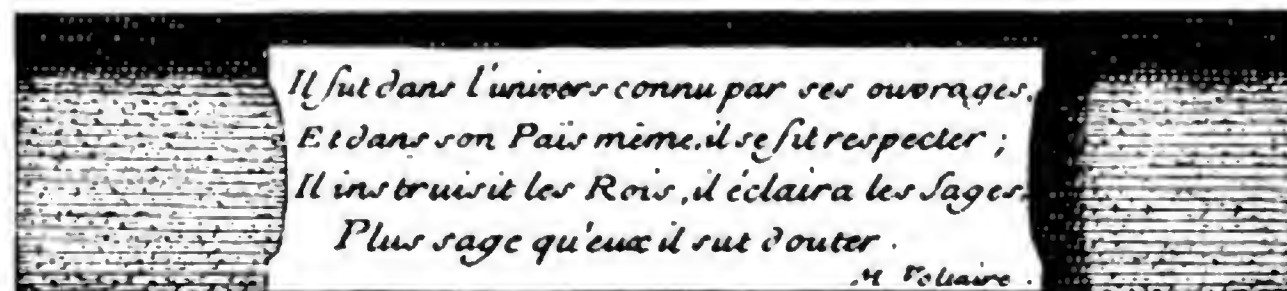 Il fut dans l'univers connu par ses ouvrages,
Et dans son Païs même, il se fit respecter ;
Il instruisit les Rois, il éclaira les Sages.
Plus sage qu'eux il sut douter.
M Voltaire.